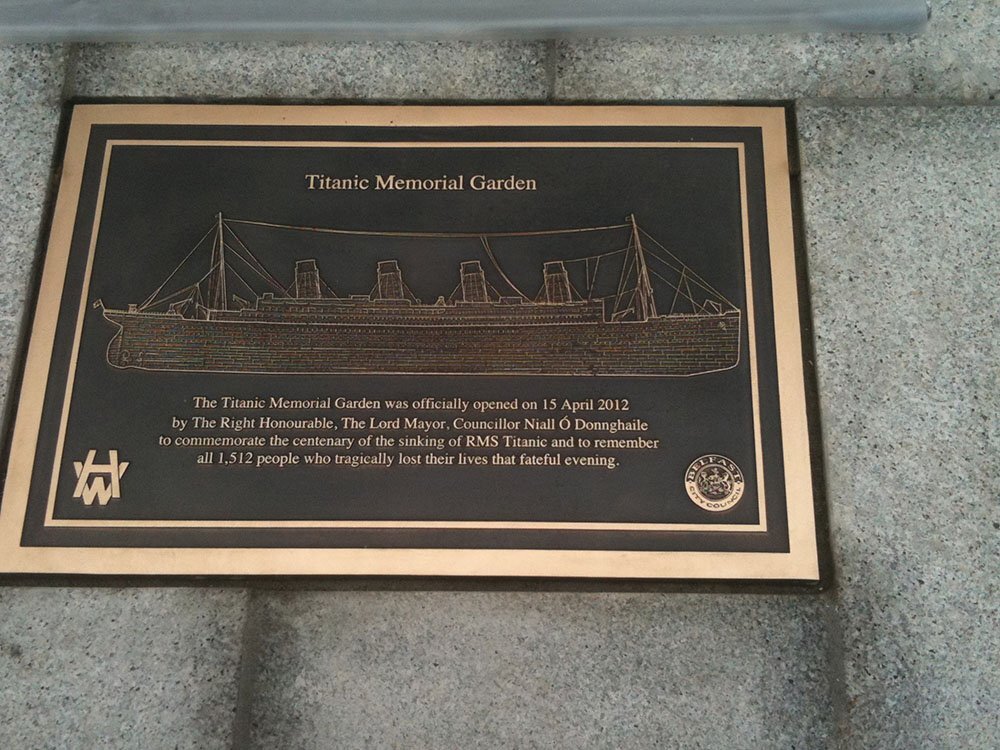 Titanic Memorial Garden
The Titanic Memorial Garden was officially opened on 15 April 2012
by The Right Honourable, The Lord Mayor, Councillor Niall Ó Donnghaile
to commemorate the centenary of the sinking of RMS Titanic and to remember
all 1,512 people who tragically lost their lives that fateful evening.
HW
BELFAST
CITY COUNCIL